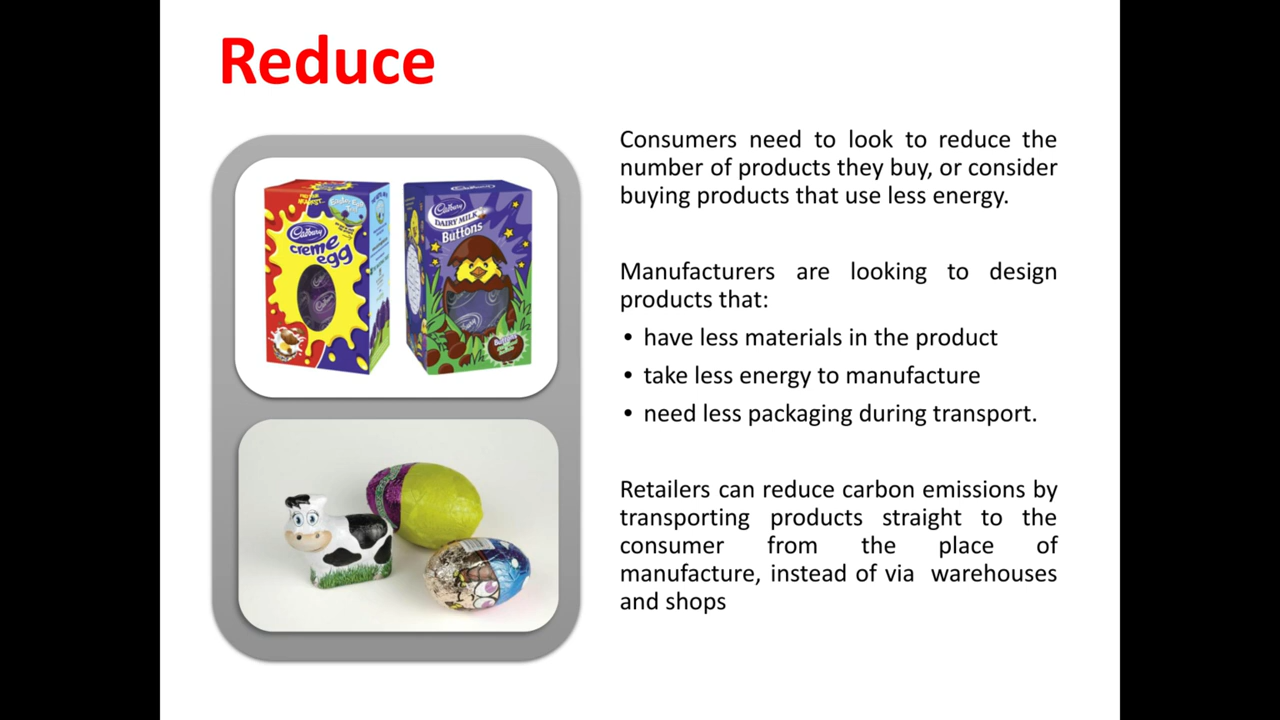 Reduce
Consumers need to look to reduce the
number of products they buy, or consider
buying products that use less energy.
Manufacturers are looking to design
products that:
• have less materials in the product
• take less energy to manufacture
• need less packaging during transport.
Retailers can reduce carbon emissions by
transporting products straight to the
consumer from the place of
manufacture, instead of via warehouses
and shops
Cadbury
creme
egg
Cadbury
DAIRY MILK
Buttons